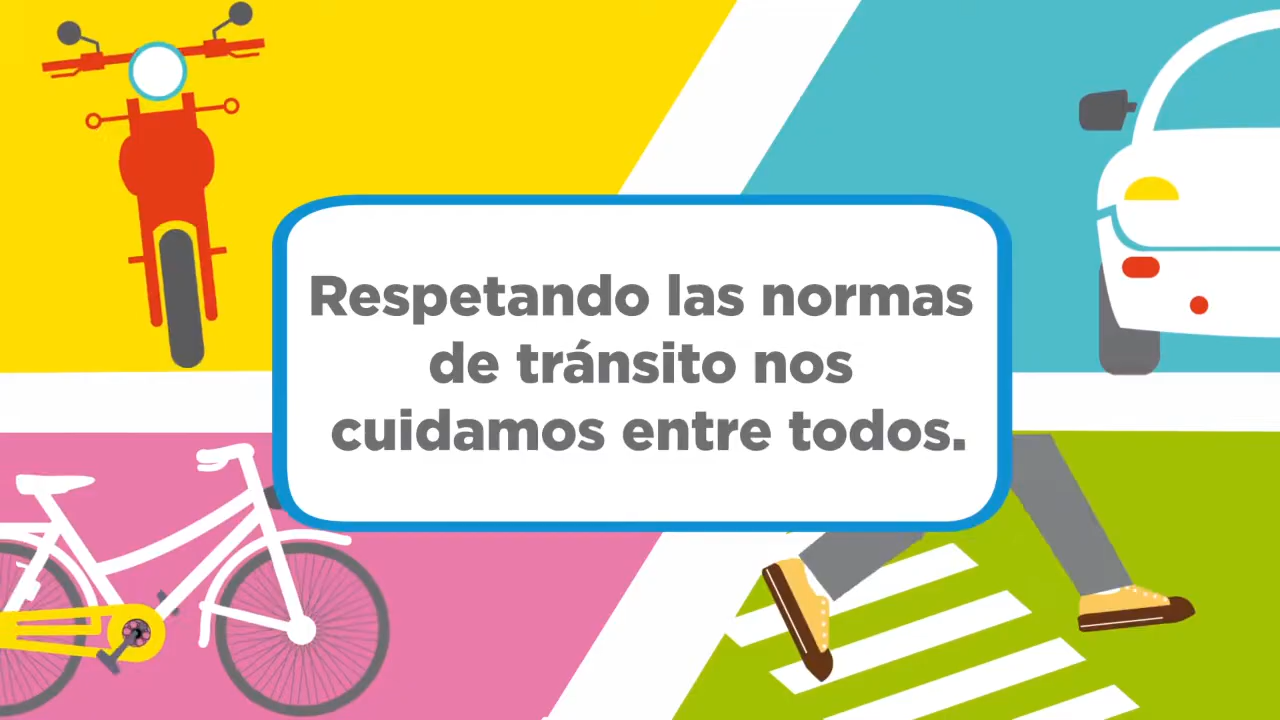 Respetando las normas
de tránsito nos
cuidamos entre todos.